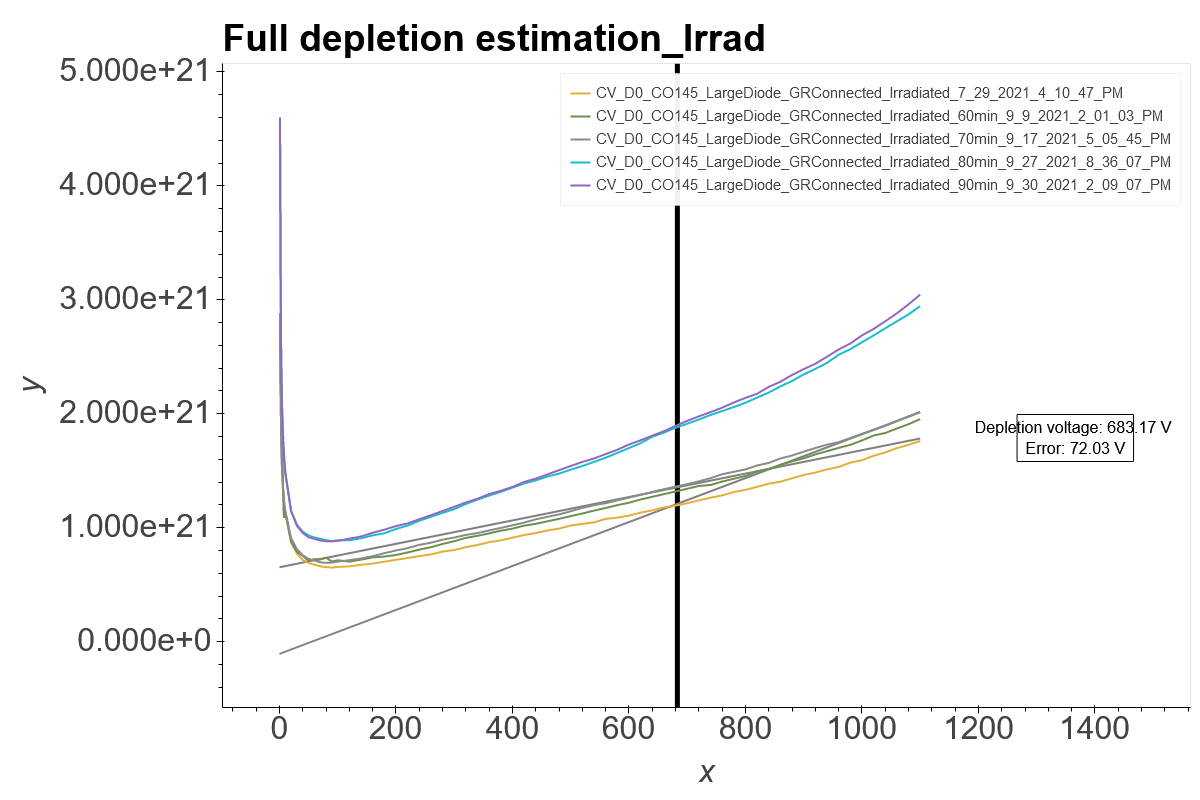 Full depletion estimation_Irrad
5.000e+21
4.000e+21
3.000e+21
2.000e+21
1.000e+21
0.000e+0
y
CV_D0_CO145_LargeDiode_GRConnected_Irradiated_7_29_2021_4_10_47_PM
CV_D0_CO145_LargeDiode_GRConnected_Irradiated_60min_9_9_2021_2_01_03_PM
CV_D0_CO145_LargeDiode_GRConnected_Irradiated_70min_9_17_2021_5_05_45_PM
CV_D0_CO145_LargeDiode_GRConnected_Irradiated_80min_9_27_2021_8_36_07_PM
CV_D0_CO145_LargeDiode_GRConnected_Irradiated_90min_9_30_2021_2_09_07_PM
Depletion voltage: 683.17 V
Error: 72.03 V
0 200 400 600 800 1000 1200 1400
x